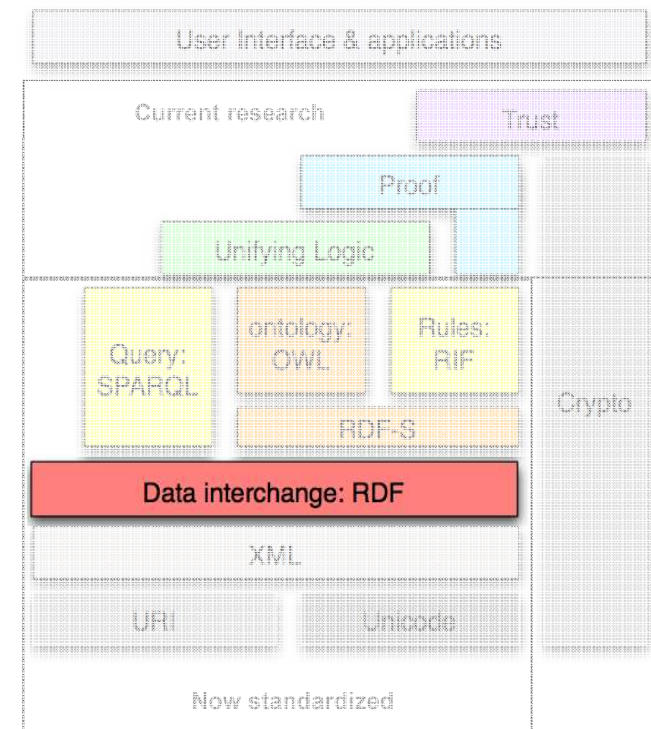 User Interface & applications
Current research
Trust
Proof
Unifying Logic
Query:
SPARQL
ontology:
OWL
Rules:
RIF
RDF-S
Crypto
Data interchange: RDF
XML
URI
Unicode
Now standardized